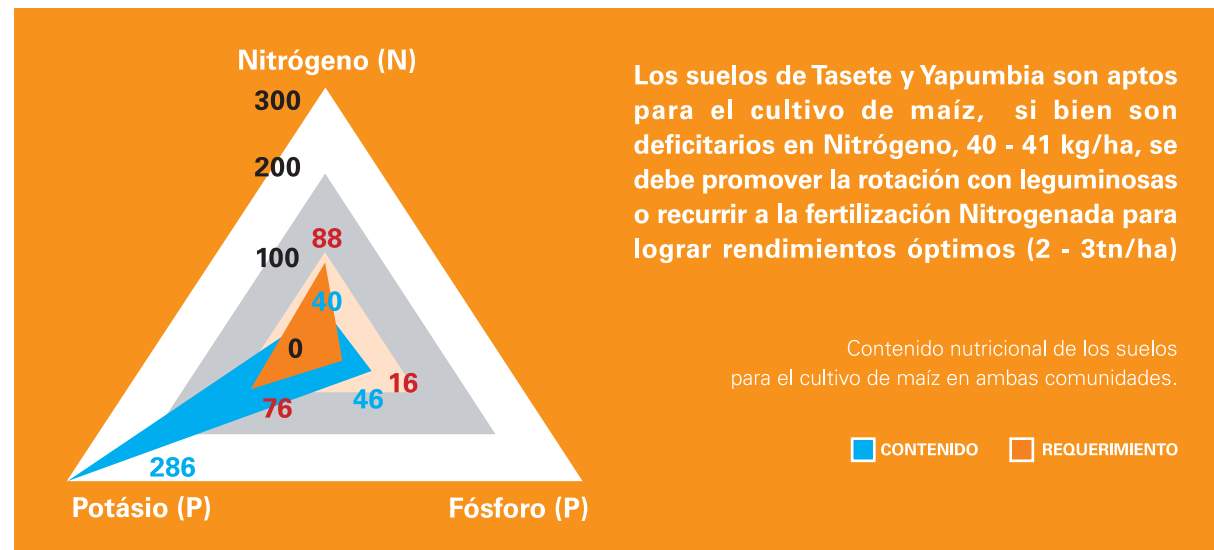 Nitrógeno (N)
300
200
88
100
40
0
16
46
76
286
Potásio (P)
Fósforo (P)
Los suelos de Tasete y Yapumbia son aptos
para el cultivo de maíz, si bien son
deficitarios en Nitrógeno, 40 - 41 kg/ha, se
debe promover la rotación con leguminosas
o recurrir a la fertilización Nitrogenada para
lograr rendimientos óptimos (2 - 3tn/ha)
Contenido nutricional de los suelos
para el cultivo de maíz en ambas comunidades.
CONTENIDO
REQUERIMIENTO